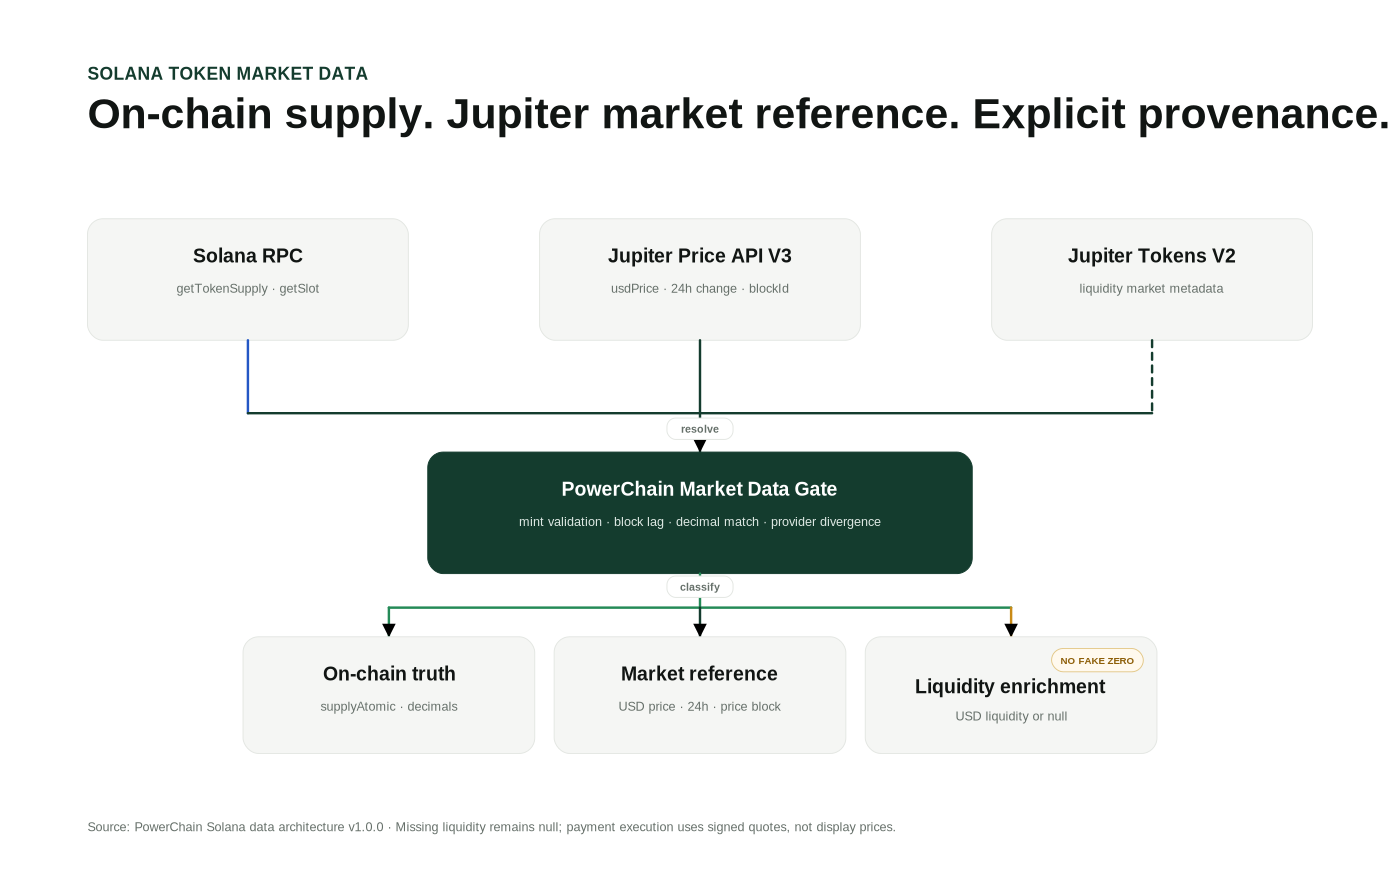 SOLANA TOKEN MARKET DATA
On-chain supply. Jupiter market reference. Explicit provenance.
Solana RPC
getTokenSupply · getSlot
Jupiter Price API V3
usdPrice · 24h change · blockId
Jupiter Tokens V2
liquidity market metadata
resolve
PowerChain Market Data Gate
mint validation · block lag · decimal match · provider divergence
classify
On-chain truth
supplyAtomic · decimals
Market reference
USD price · 24h · price block
NO FAKE ZERO
Liquidity enrichment
USD liquidity or null
Source: PowerChain Solana data architecture v1.0.0 · Missing liquidity remains null; payment execution uses signed quotes, not display prices.